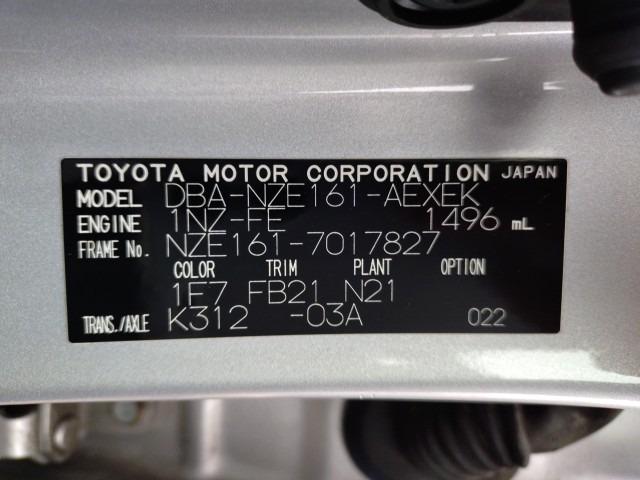 TOYOTA MOTOR CORPORATION JAPAN
MODEL DBA-NZE161-AEXEK
ENGINE 1NZ-FE 1496 mL
FRAME No. NZE161-7017827
COLOR TRIM PLANT OPTION
1E7 FB21 N21
TRANS./AXLE K312 -03A 022